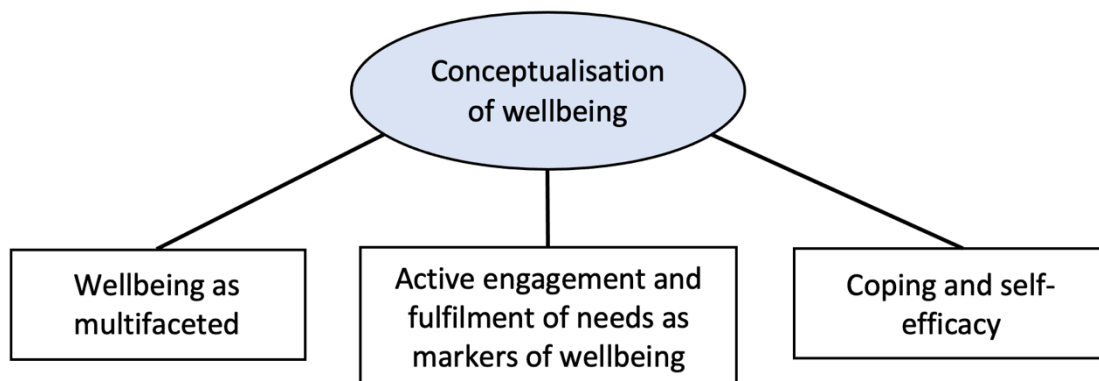 Conceptualisation
of wellbeing
Wellbeing as
multifaceted
Active engagement and
fulfilment of needs as
markers of wellbeing
Coping and self-
efficacy